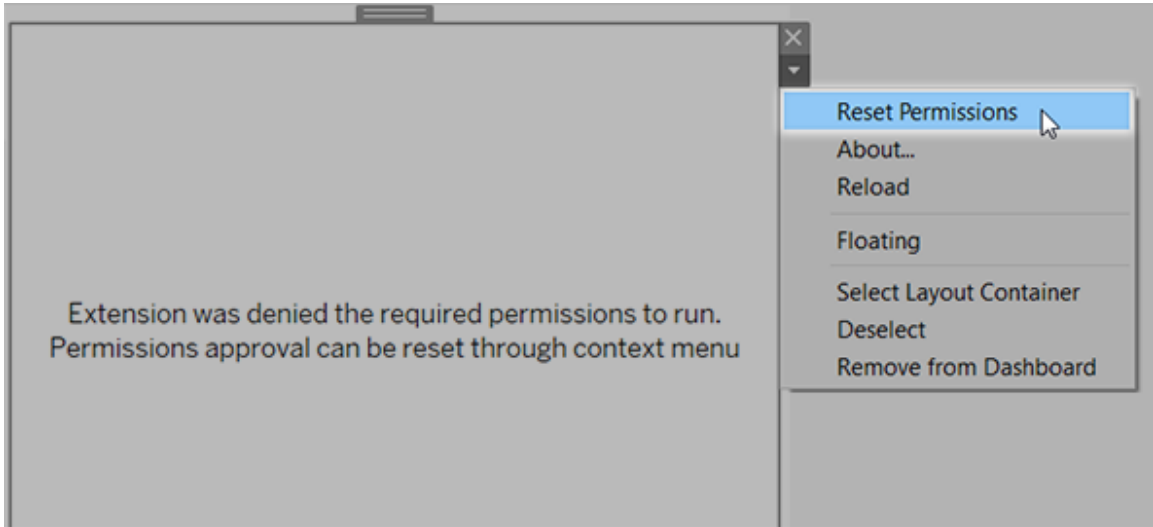 Extension was denied the required permissions to run.
Permissions approval can be reset through context menu
Reset Permissions
About...
Reload
Floating
Select Layout Container
Deselect
Remove from Dashboard